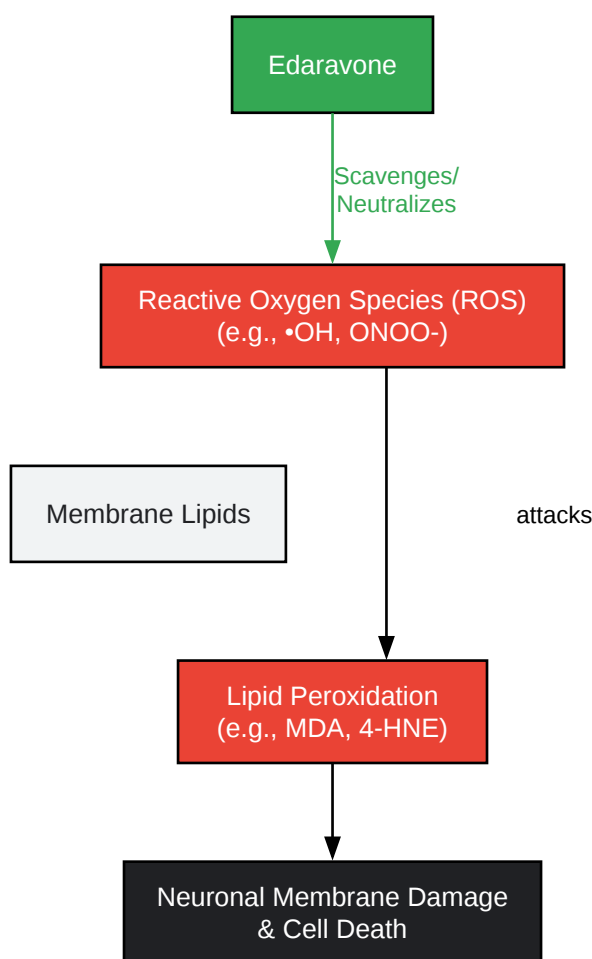 Edaravone
Scavenges/
Neutralizes
Reactive Oxygen Species (ROS)
(e.g., •OH, ONOO-)
Membrane Lipids
attacks
Lipid Peroxidation
(e.g., MDA, 4-HNE)
Neuronal Membrane Damage
& Cell Death